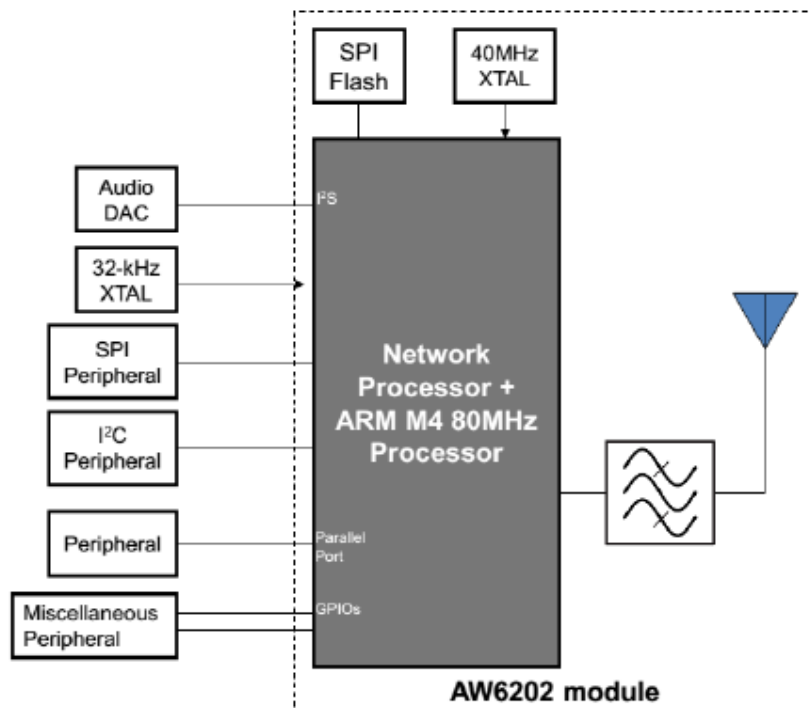 SPI
Flash
40MHz
XTAL
Audio
DAC
I²S
32-kHz
XTAL
SPI
Peripheral
Network
Processor +
ARM M4 80MHz
Processor
I²C
Peripheral
Peripheral
Parallel
Port
Miscellaneous
Peripheral
GPIOs
AW6202 module